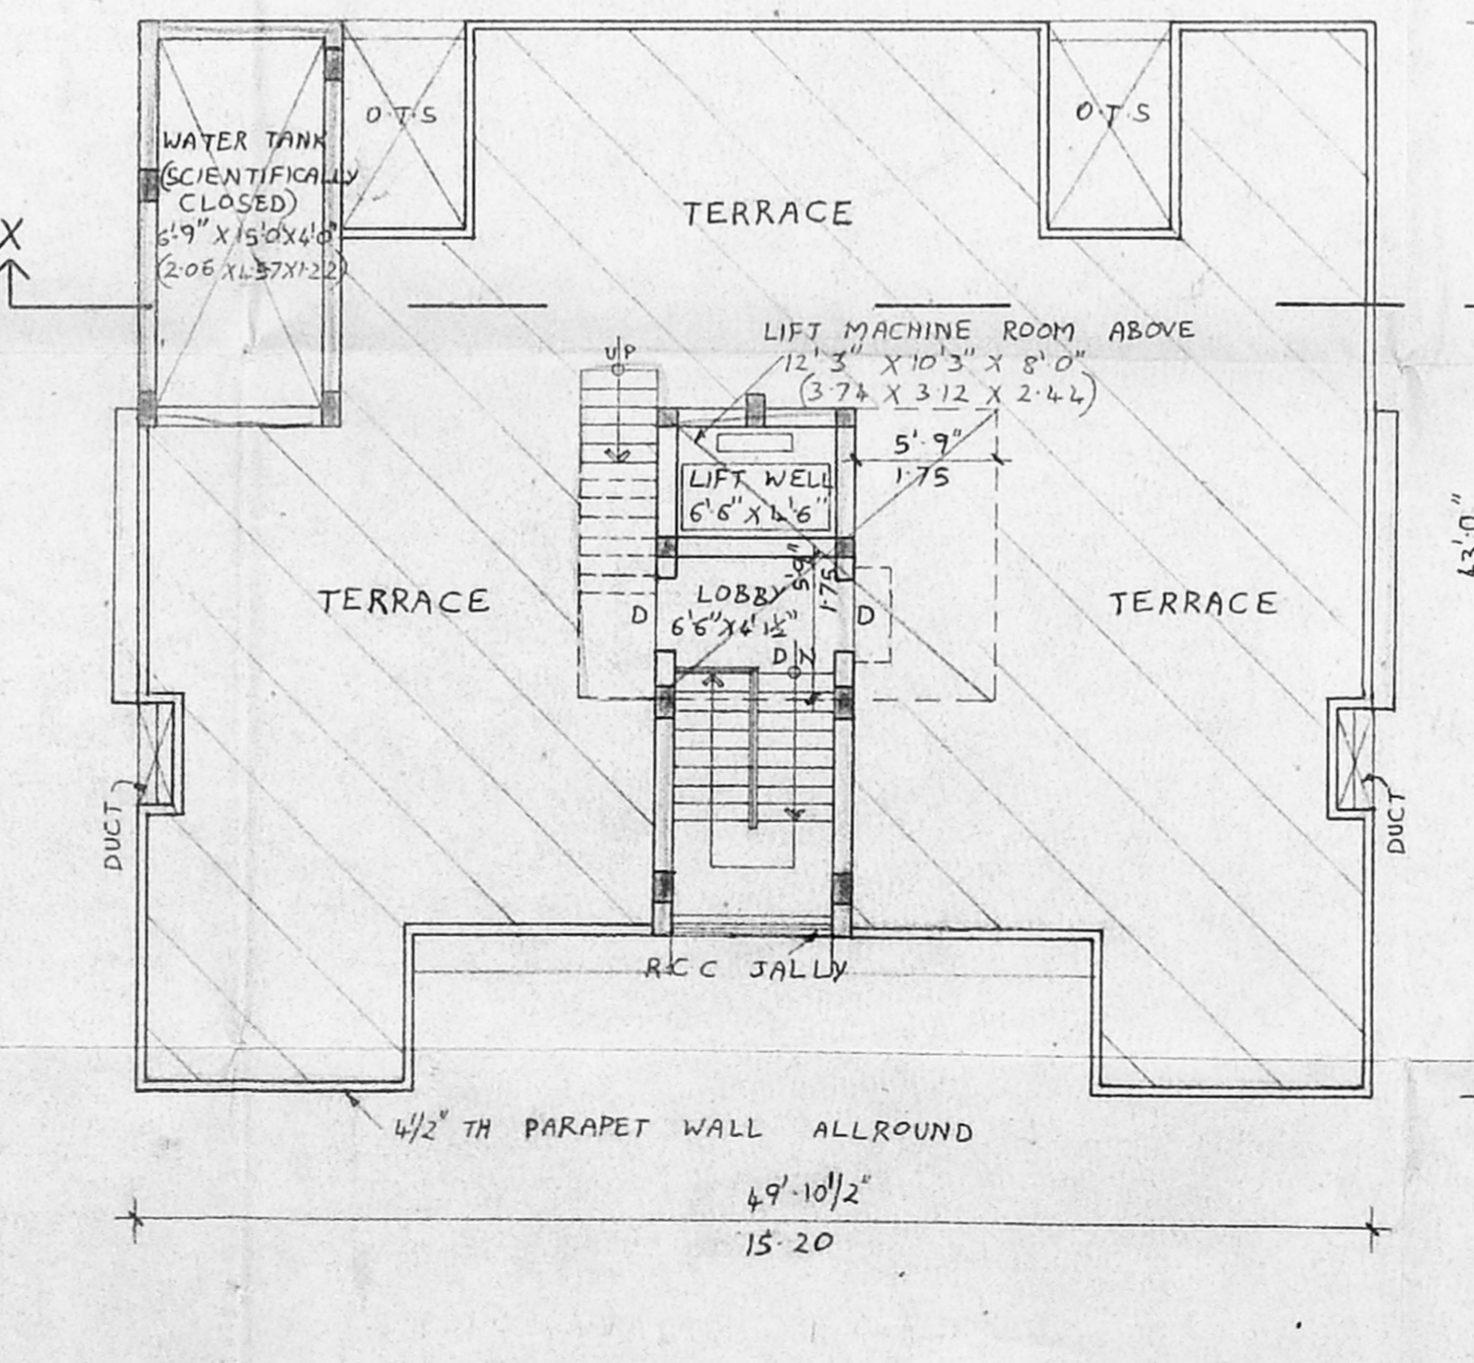 O.T.S
O.T.S
WATER TANK
(SCIENTIFICALLY
CLOSED)
6'9" X 15'0 X 4'0"
(2.06 X 4.57 X 1.22)
TERRACE
X
LIFT MACHINE ROOM ABOVE
12'3" X 10'3" X 8'0"
(3.74 X 3.12 X 2.44)
UP
5'-9"
1.75
LIFT WELL
6'6" X 4'6"
43'.0"
TERRACE
LOBBY
6'6" X 4'1½"
5'9"
1.75
D
D
TERRACE
DN
DUCT
DUCT
R.C C JALLY
4½" TH PARAPET WALL ALLROUND
49'.10½"
15.20